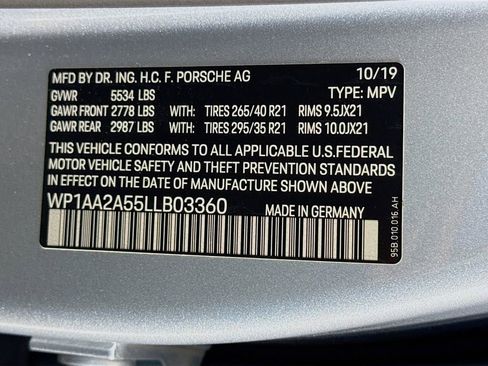 MFD BY DR. ING. H.C. F. PORSCHE AG 10/19
GVWR 5534 LBS TYPE: MPV
GAWR FRONT 2778 LBS WITH: TIRES 265/40 R21 RIMS 9.5JX21
GAWR REAR 2987 LBS WITH: TIRES 295/35 R21 RIMS 10.0JX21
THIS VEHICLE CONFORMS TO ALL APPLICABLE U.S.FEDERAL
MOTOR VEHICLE SAFETY AND THEFT PREVENTION STANDARDS
IN EFFECT ON THE DATE OF MANUFACTURE SHOWN ABOVE
WP1AA2A55LLB03360
95B.010.016.AH